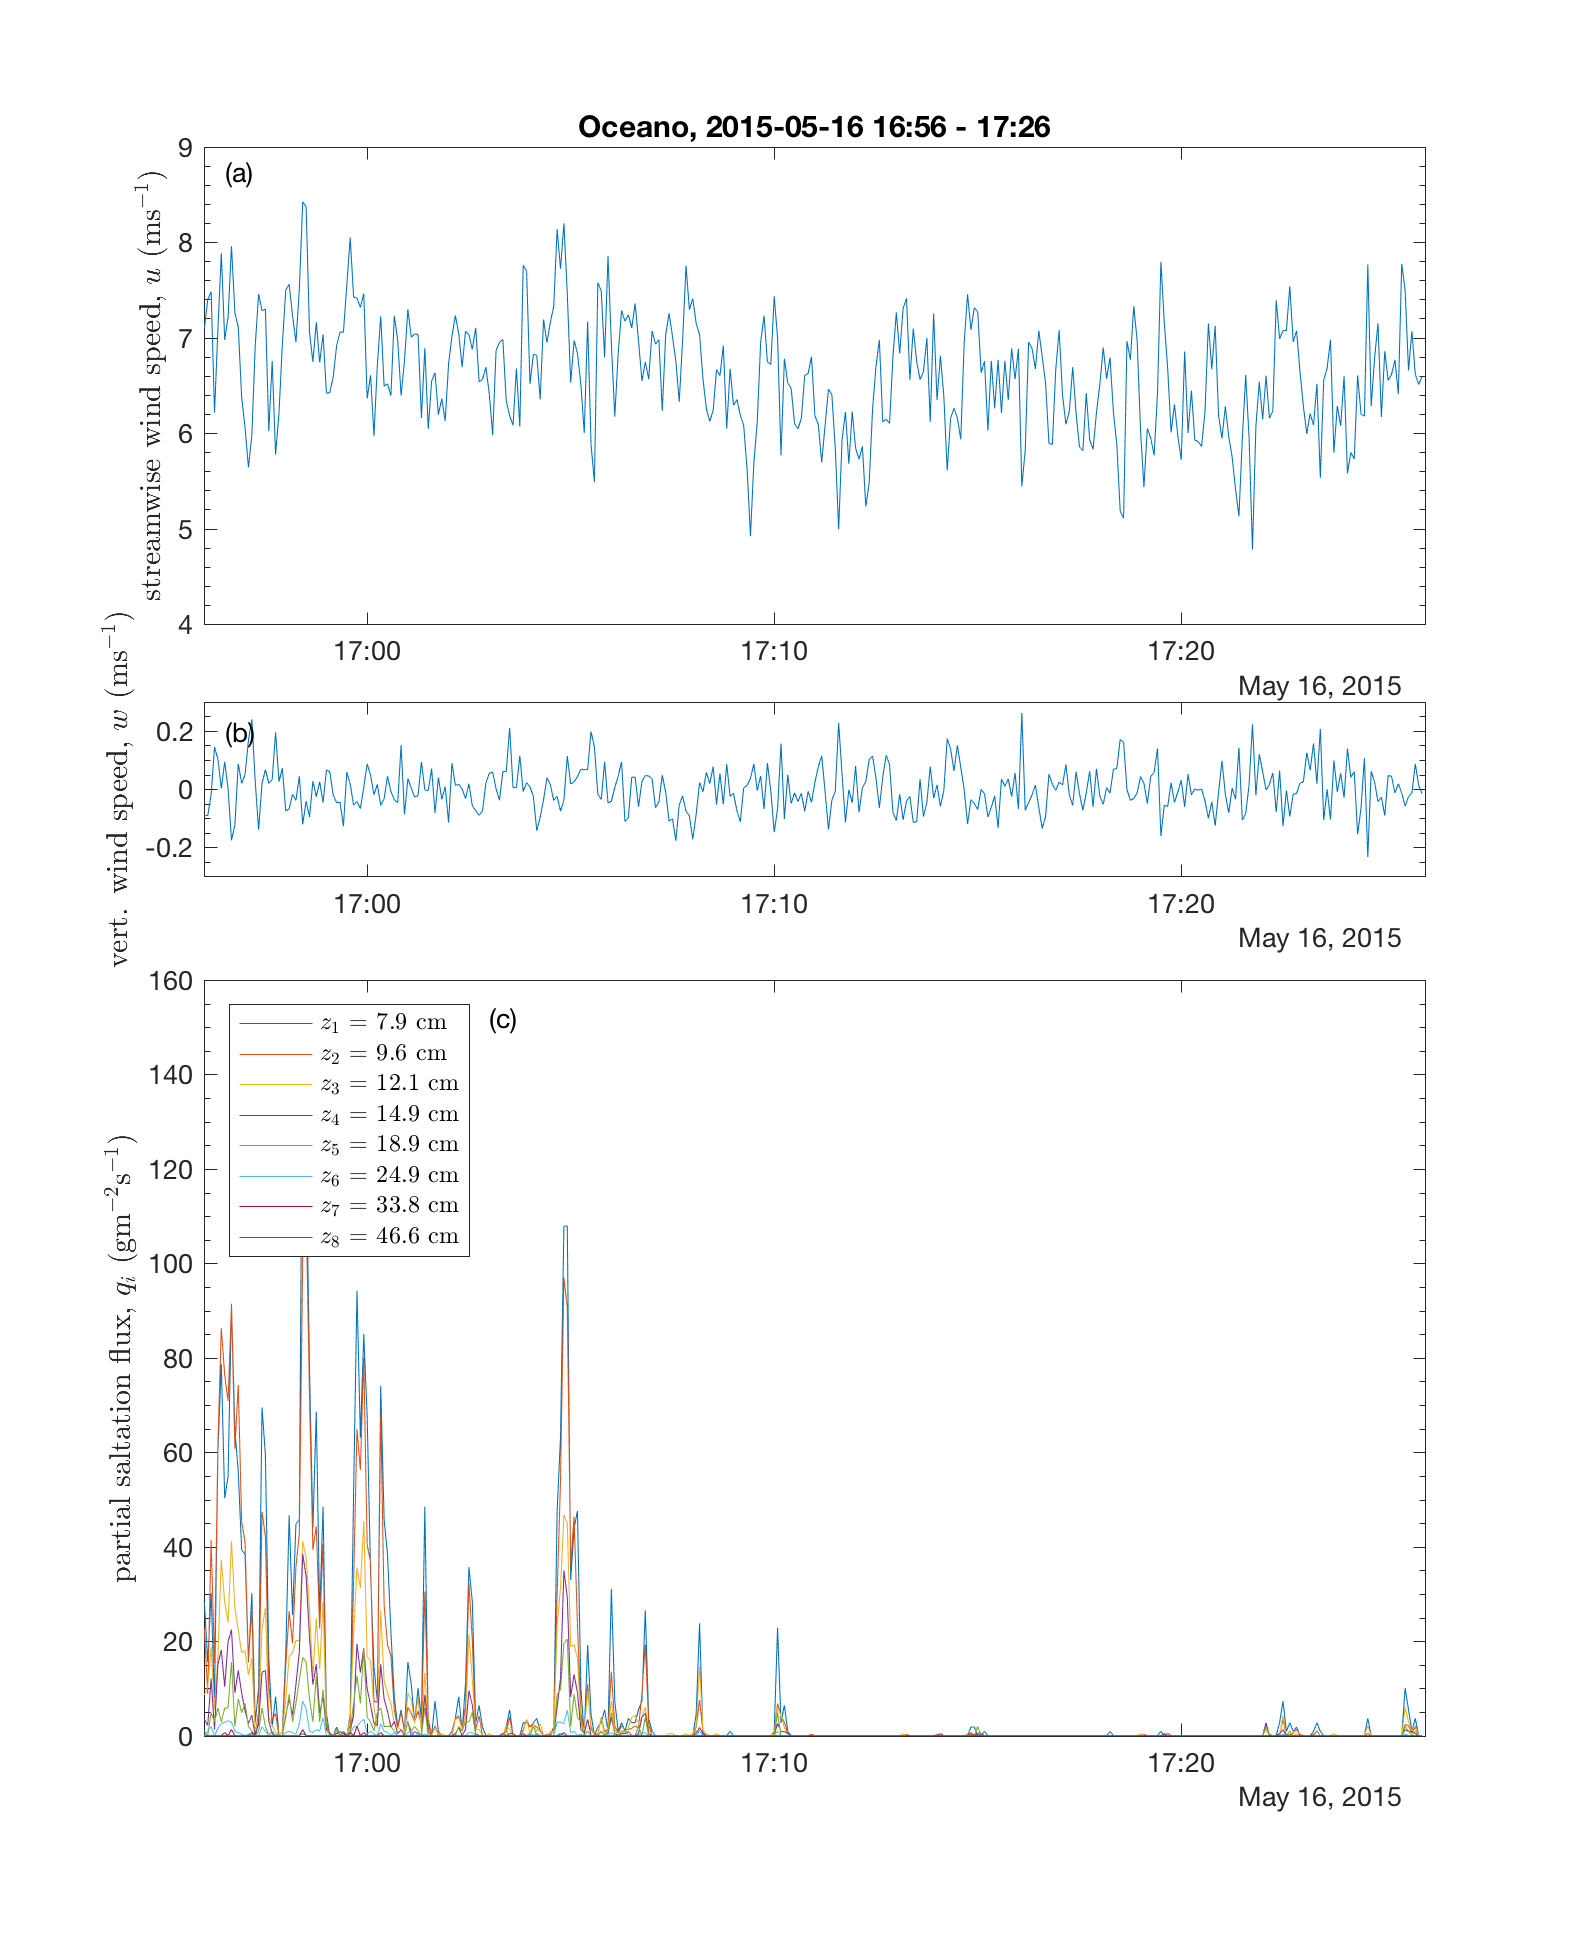 Oceano, 2015-05-16 16:56 - 17:26
(a)
streamwise wind speed, u (ms⁻¹)
9
8
7
6
5
4
17:00 17:10 17:20
May 16, 2015
(b)
vert. wind speed, w (ms⁻¹)
0.2
0
-0.2
17:00 17:10 17:20
May 16, 2015
(c)
partial saltation flux, qᵢ (gm⁻²s⁻¹)
160
140
120
100
80
60
40
20
0
z₁ = 7.9 cm
z₂ = 9.6 cm
z₃ = 12.1 cm
z₄ = 14.9 cm
z₅ = 18.9 cm
z₆ = 24.9 cm
z₇ = 33.8 cm
z₈ = 46.6 cm
17:00 17:10 17:20
May 16, 2015